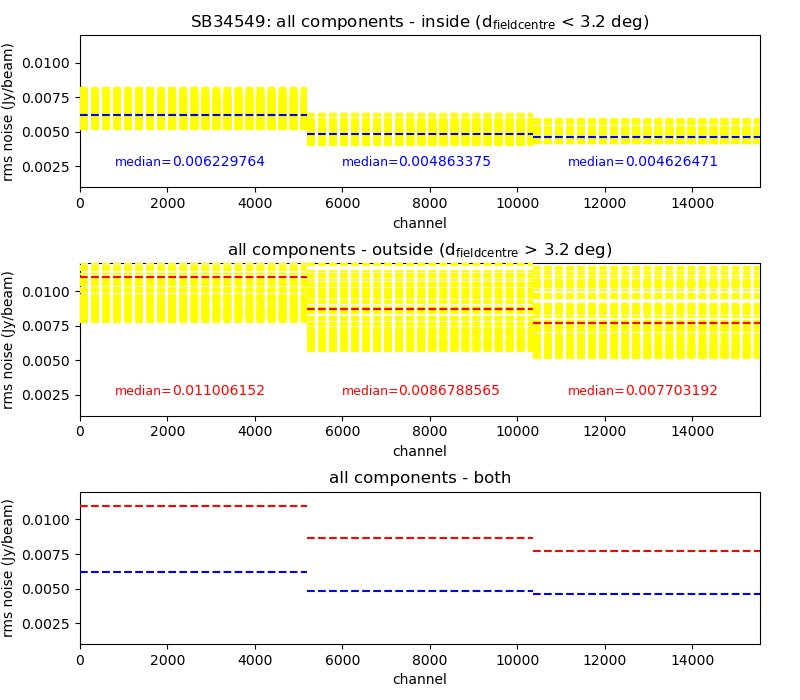 SB34549: all components - inside (dfieldcentre < 3.2 deg)
rms noise (Jy/beam)
0.0100
0.0075
0.0050
0.0025
median=0.006229764
median=0.004863375
median=0.004626471
0 2000 4000 6000 8000 10000 12000 14000
channel
all components - outside (dfieldcentre > 3.2 deg)
rms noise (Jy/beam)
0.0100
0.0075
0.0050
0.0025
median=0.011006152
median=0.0086788565
median=0.007703192
0 2000 4000 6000 8000 10000 12000 14000
channel
all components - both
rms noise (Jy/beam)
0.0100
0.0075
0.0050
0.0025
0 2000 4000 6000 8000 10000 12000 14000
channel